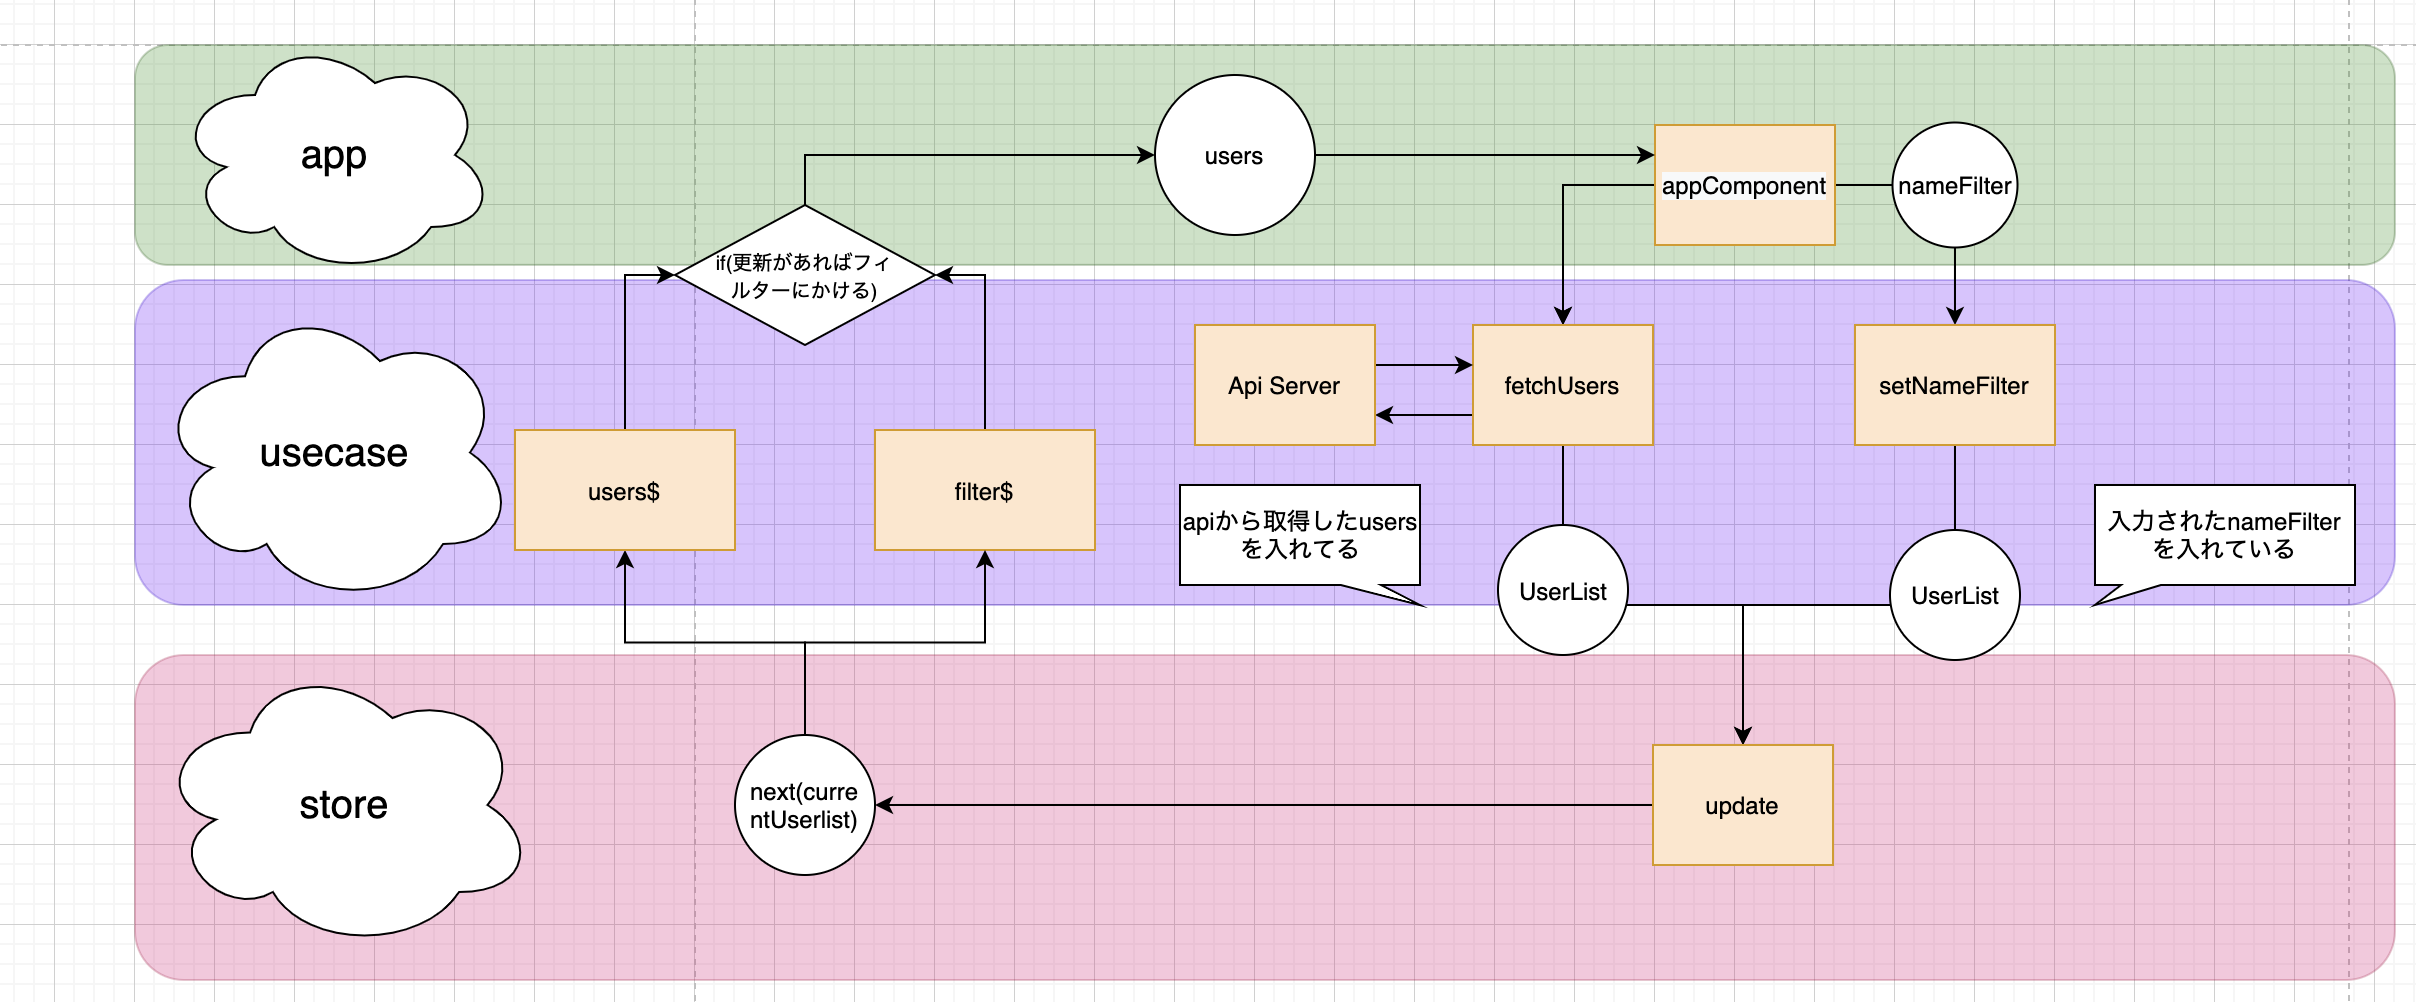 app
users
appComponent
nameFilter
if(更新があればフィ
ルターにかける)
usecase
Api Server
fetchUsers
setNameFilter
users$
filter$
apiから取得したusers
を入れてる
入力されたnameFilter
を入れている
UserList
UserList
store
next(curre
ntUserlist)
update